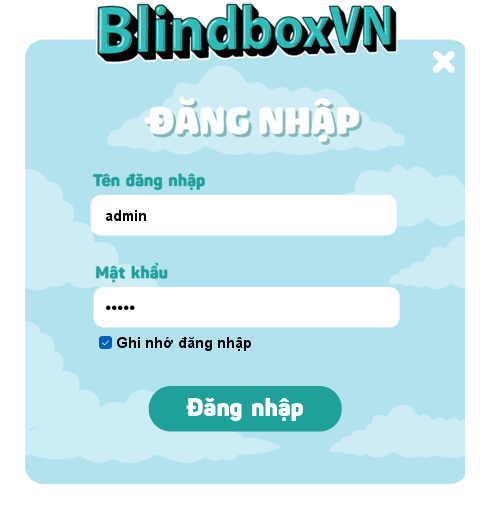 BlindboxVN
ĐĂNG NHẬP
Tên đăng nhập
admin
Mật khẩu
•••••
Ghi nhớ đăng nhập
Đăng nhập